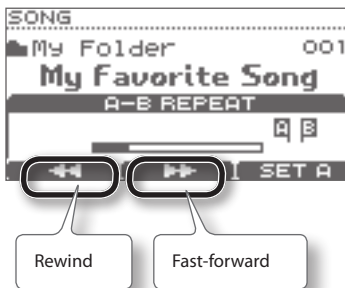 SONG
My Folder 001
My Favorite Song
A-B REPEAT
A B
SET A
Rewind Fast-forward